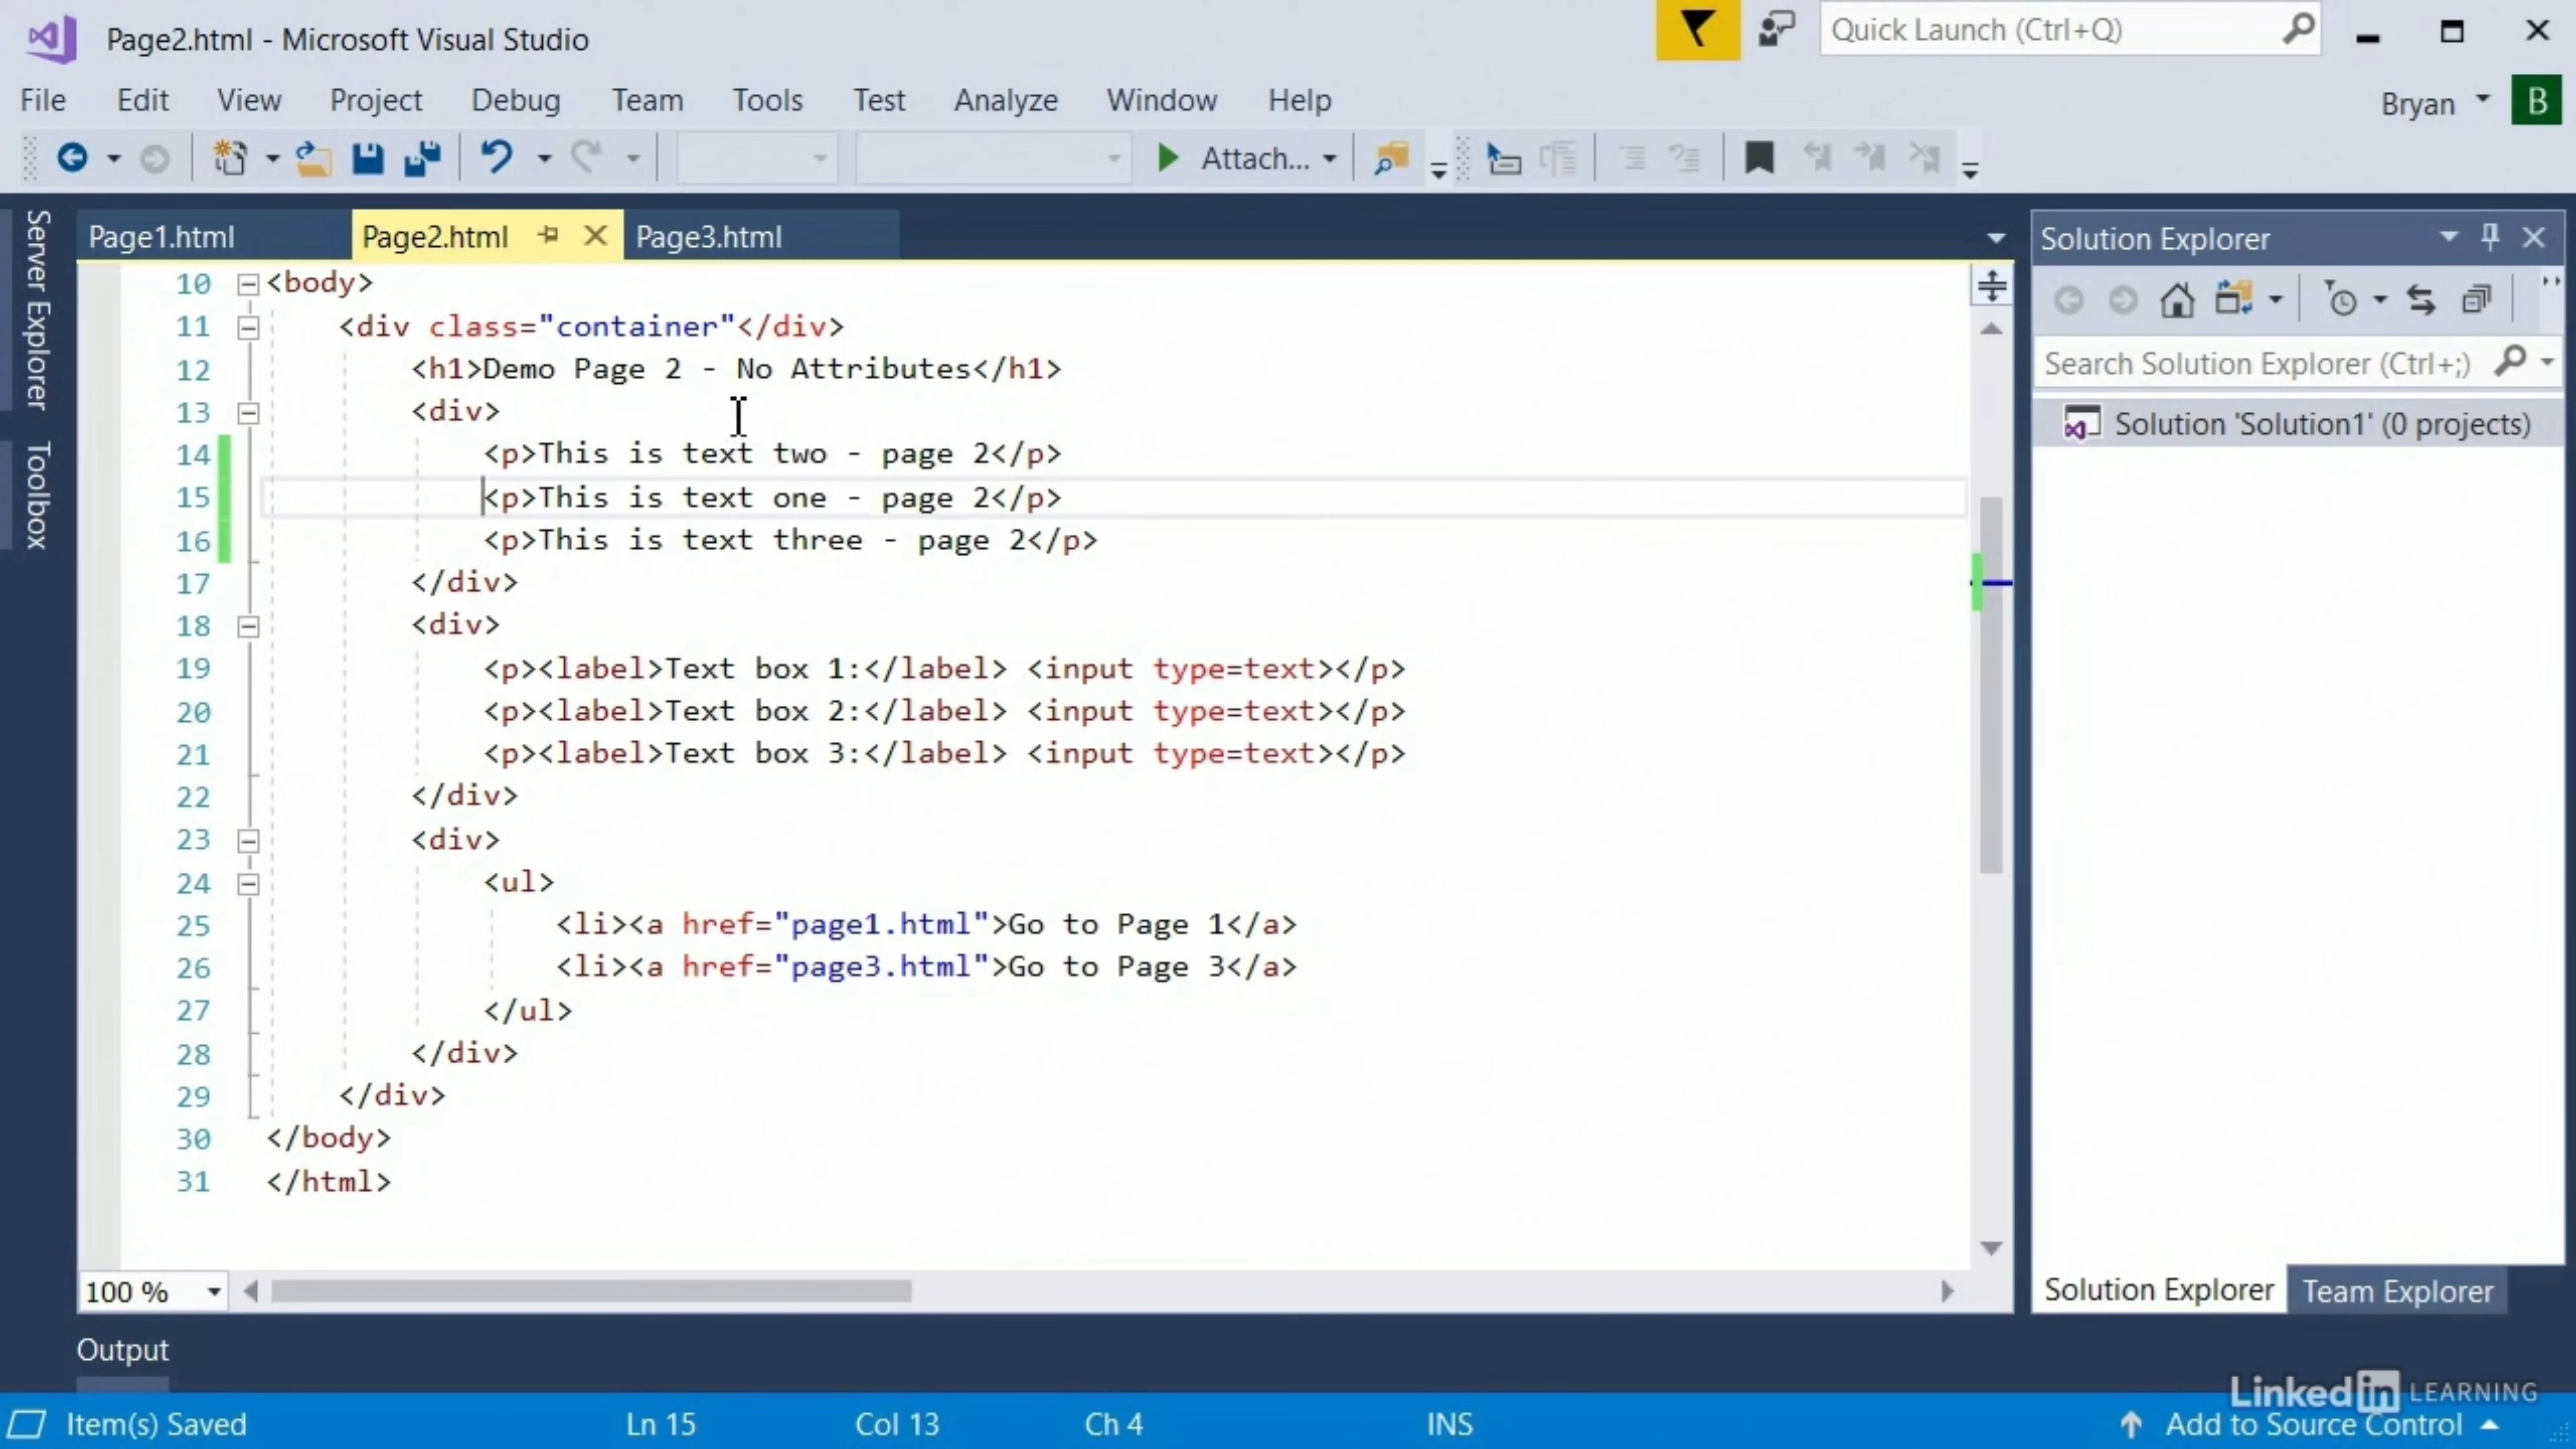 Page2.html - Microsoft Visual Studio
Quick Launch (Ctrl+Q)
File Edit View Project Debug Team Tools Test Analyze Window Help
Bryan B
Attach...
Server Explorer
Toolbox
Page1.html Page2.html Page3.html
10 <body>
11 <div class="container"</div>
12 <h1>Demo Page 2 - No Attributes</h1>
13 <div>
14 <p>This is text two - page 2</p>
15 <p>This is text one - page 2</p>
16 <p>This is text three - page 2</p>
17 </div>
18 <div>
19 <p><label>Text box 1:</label> <input type=text></p>
20 <p><label>Text box 2:</label> <input type=text></p>
21 <p><label>Text box 3:</label> <input type=text></p>
22 </div>
23 <div>
24 <ul>
25 <li><a href="page1.html">Go to Page 1</a>
26 <li><a href="page3.html">Go to Page 3</a>
27 </ul>
28 </div>
29 </div>
30 </body>
31 </html>
100 %
Solution Explorer
Search Solution Explorer (Ctrl+;)
Solution 'Solution1' (0 projects)
Solution Explorer Team Explorer
Output
Linked in LEARNING
Item(s) Saved Ln 15 Col 13 Ch 4 INS Add to Source Control